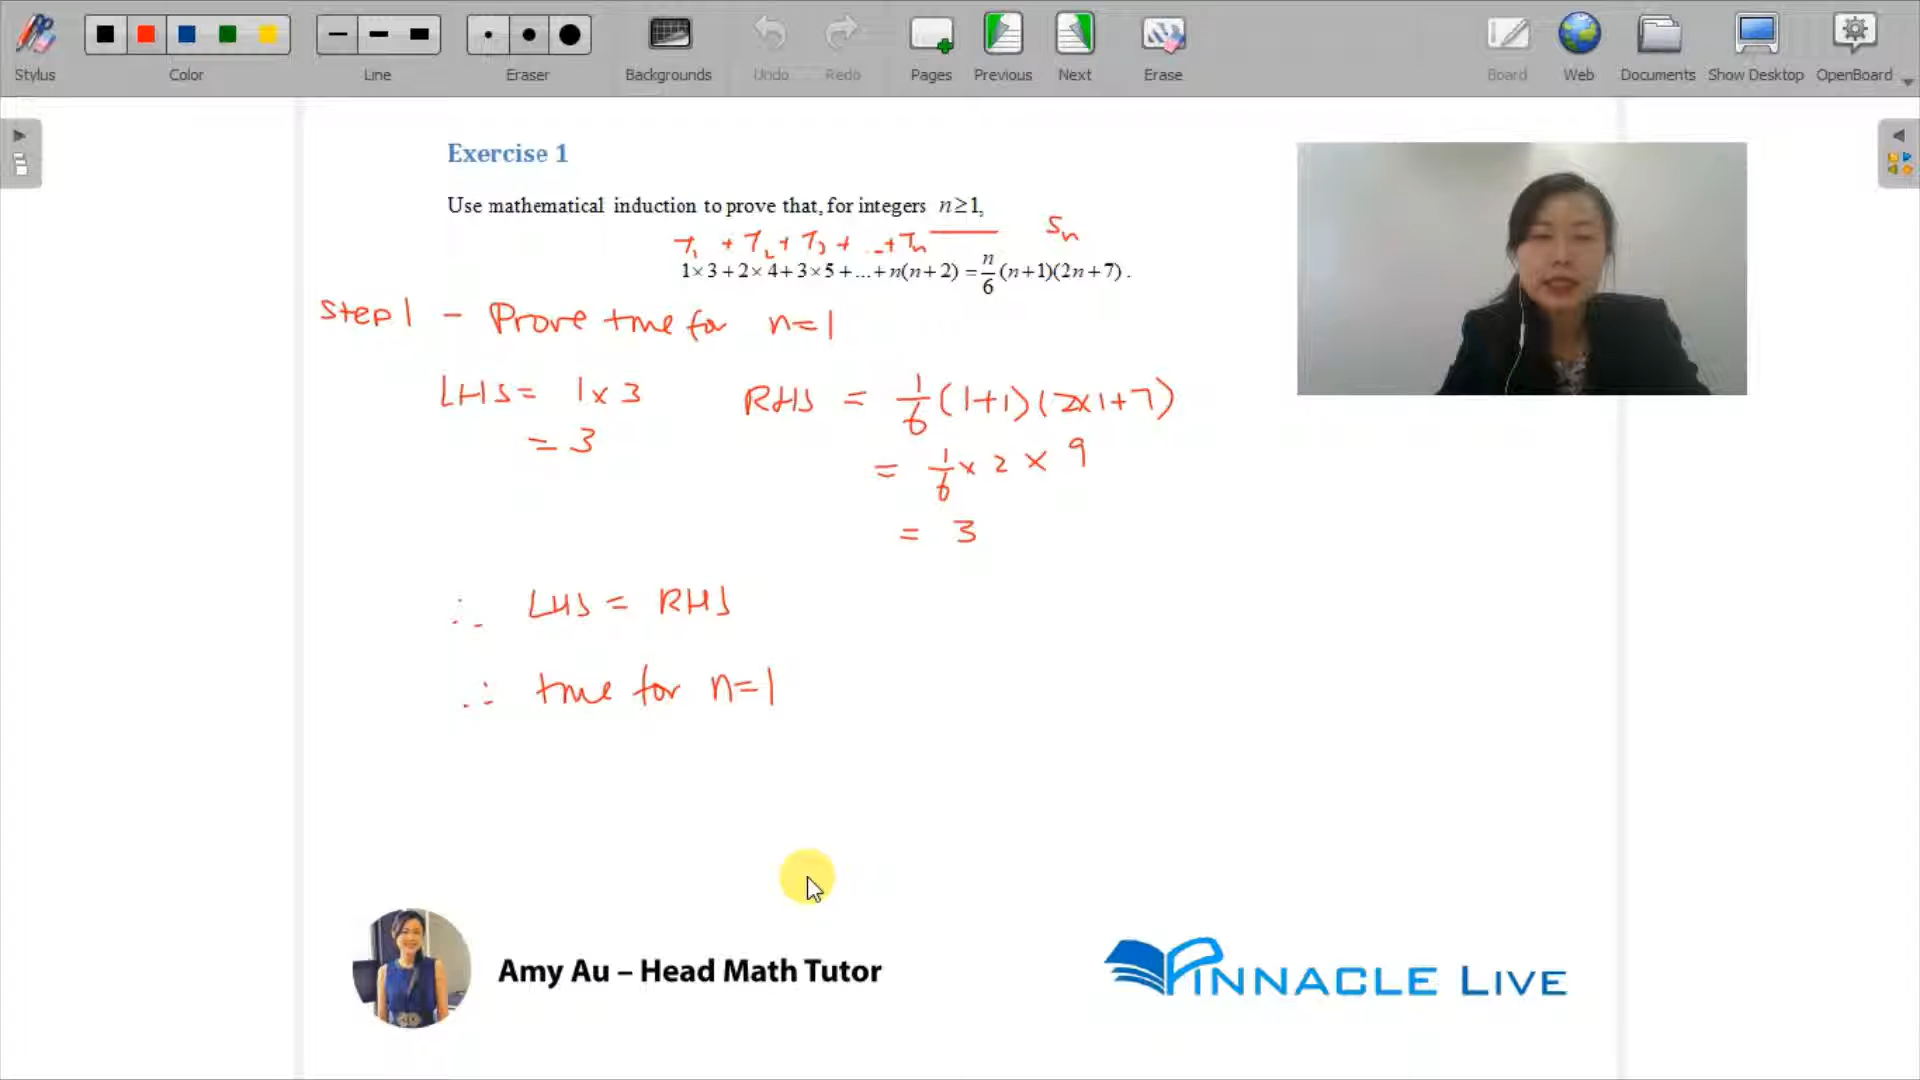 Stylus Color Line Eraser Backgrounds Undo Redo Pages Previous Next Erase Board Web Documents Show Desktop OpenBoard
Exercise 1
Use mathematical induction to prove that, for integers n≥1,
T₁ + T₂ + T₃ + ... + Tₙ Sₙ
1×3+2×4+3×5+...+n(n+2) = n/6 (n+1)(2n+7).
Step 1 - Prove true for n=1
LHS = 1×3 RHS = 1/6 (1+1)(2×1+7)
= 3
= 1/6 × 2 × 9
= 3
∴ LHS = RHS
∴ true for n=1
Amy Au – Head Math Tutor
PINNACLE LIVE